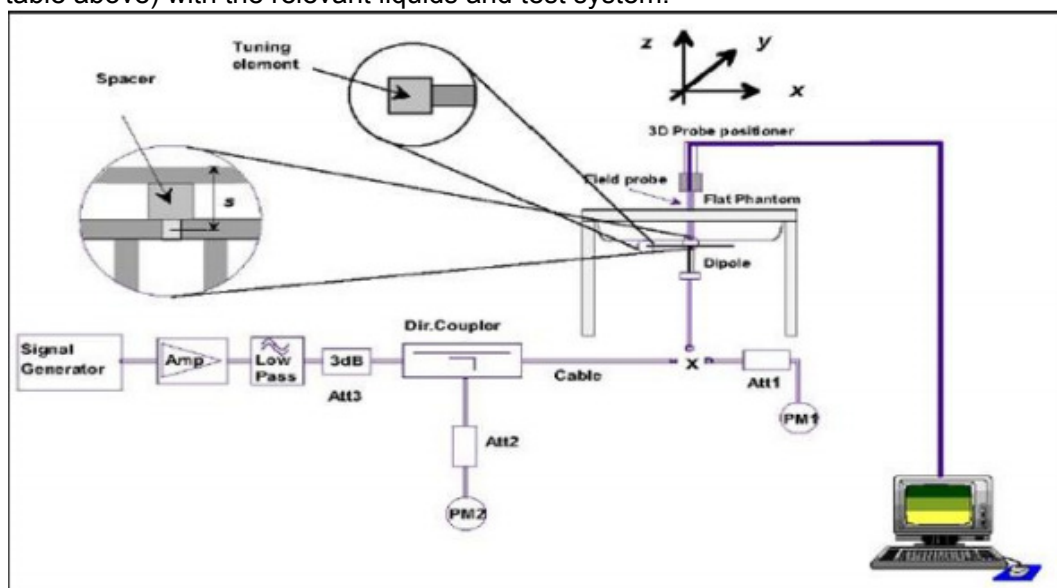 table above) with the relevant liquids and test system.
Tuning
element
Spacer
s
z
y
x
3D Probe positioner
Field probe
Flat Phantom
Dipole
Signal
Generator
Amp
Low
Pass
3dB
Att3
Dir.Coupler
Cable
X
Att1
PM1
Att2
PM2